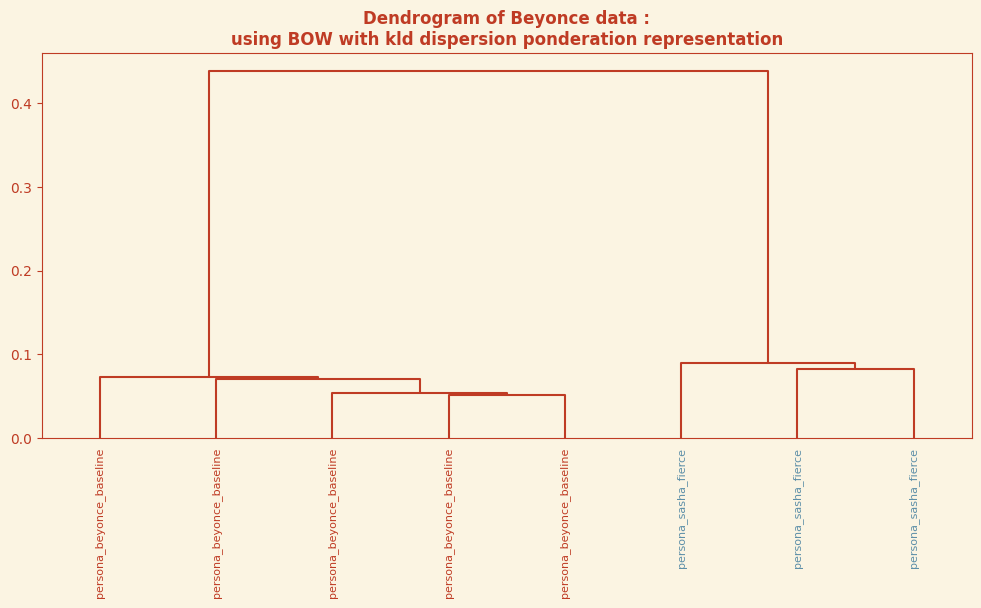 Dendrogram of Beyonce data :
using BOW with kld dispersion ponderation representation
0.4
0.3
0.2
0.1
0.0
persona_beyonce_baseline
persona_beyonce_baseline
persona_beyonce_baseline
persona_beyonce_baseline
persona_beyonce_baseline
persona_sasha_fierce
persona_sasha_fierce
persona_sasha_fierce